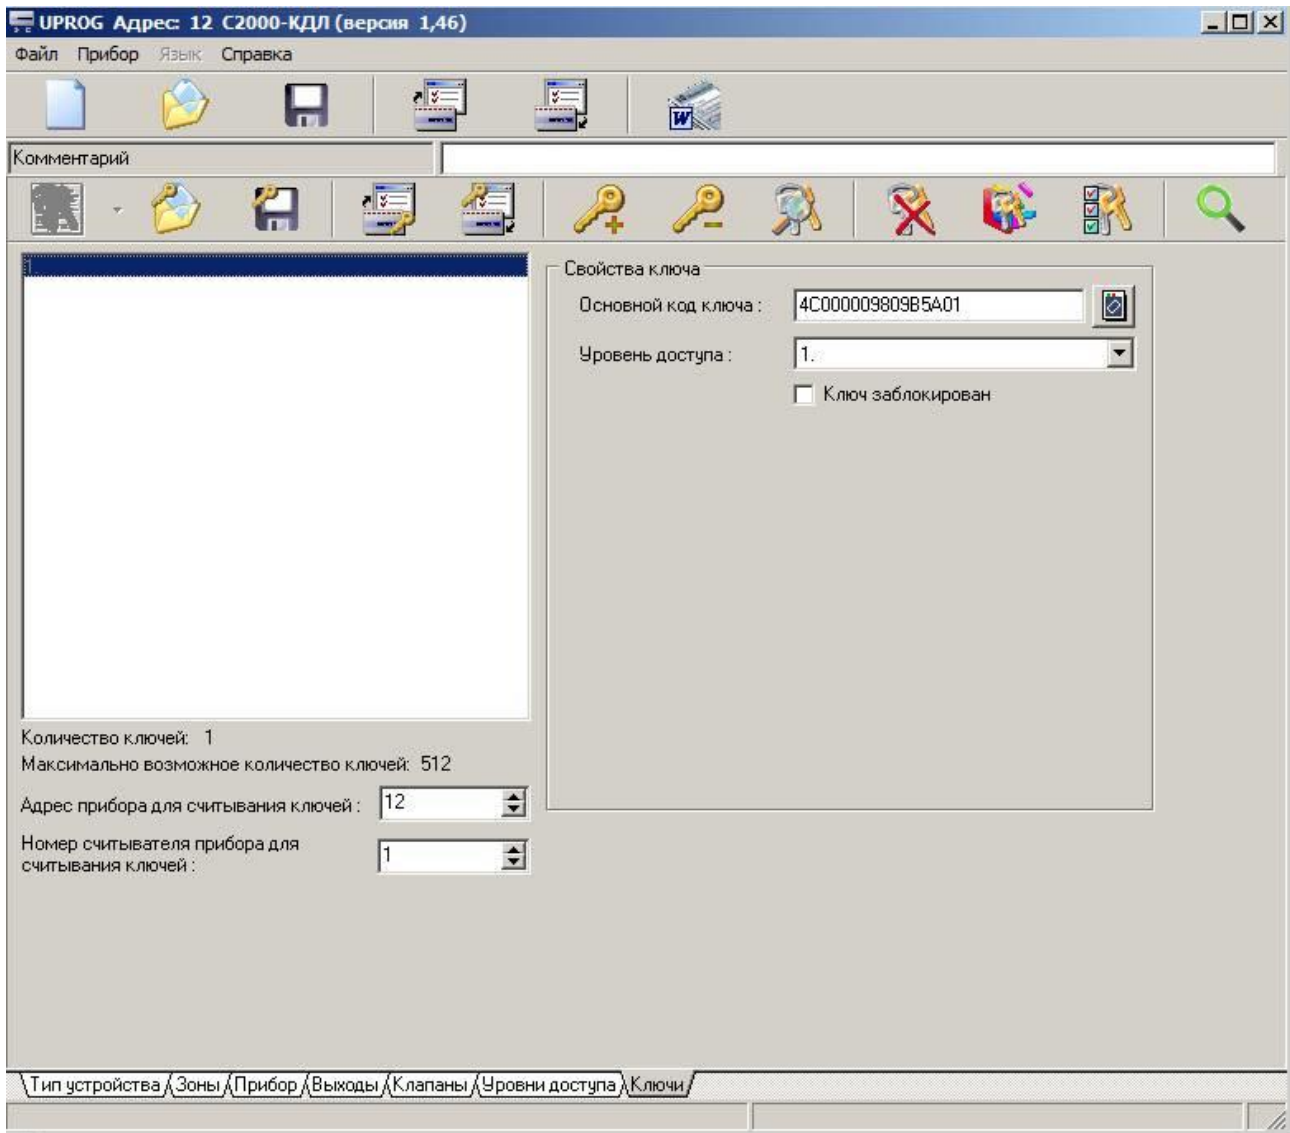 UPROG Адрес: 12 С2000-КДЛ (версия 1,46)
Файл Прибор Язык Справка
W
Комментарий
1.
Свойства ключа
Основной код ключа : 4C000009809B5A01
Уровень доступа : 1.
Ключ заблокирован
Количество ключей: 1
Максимально возможное количество ключей: 512
Адрес прибора для считывания ключей : 12
Номер считывателя прибора для
считывания ключей : 1
Тип устройства Зоны Прибор Выходы Клапаны Уровни доступа Ключи